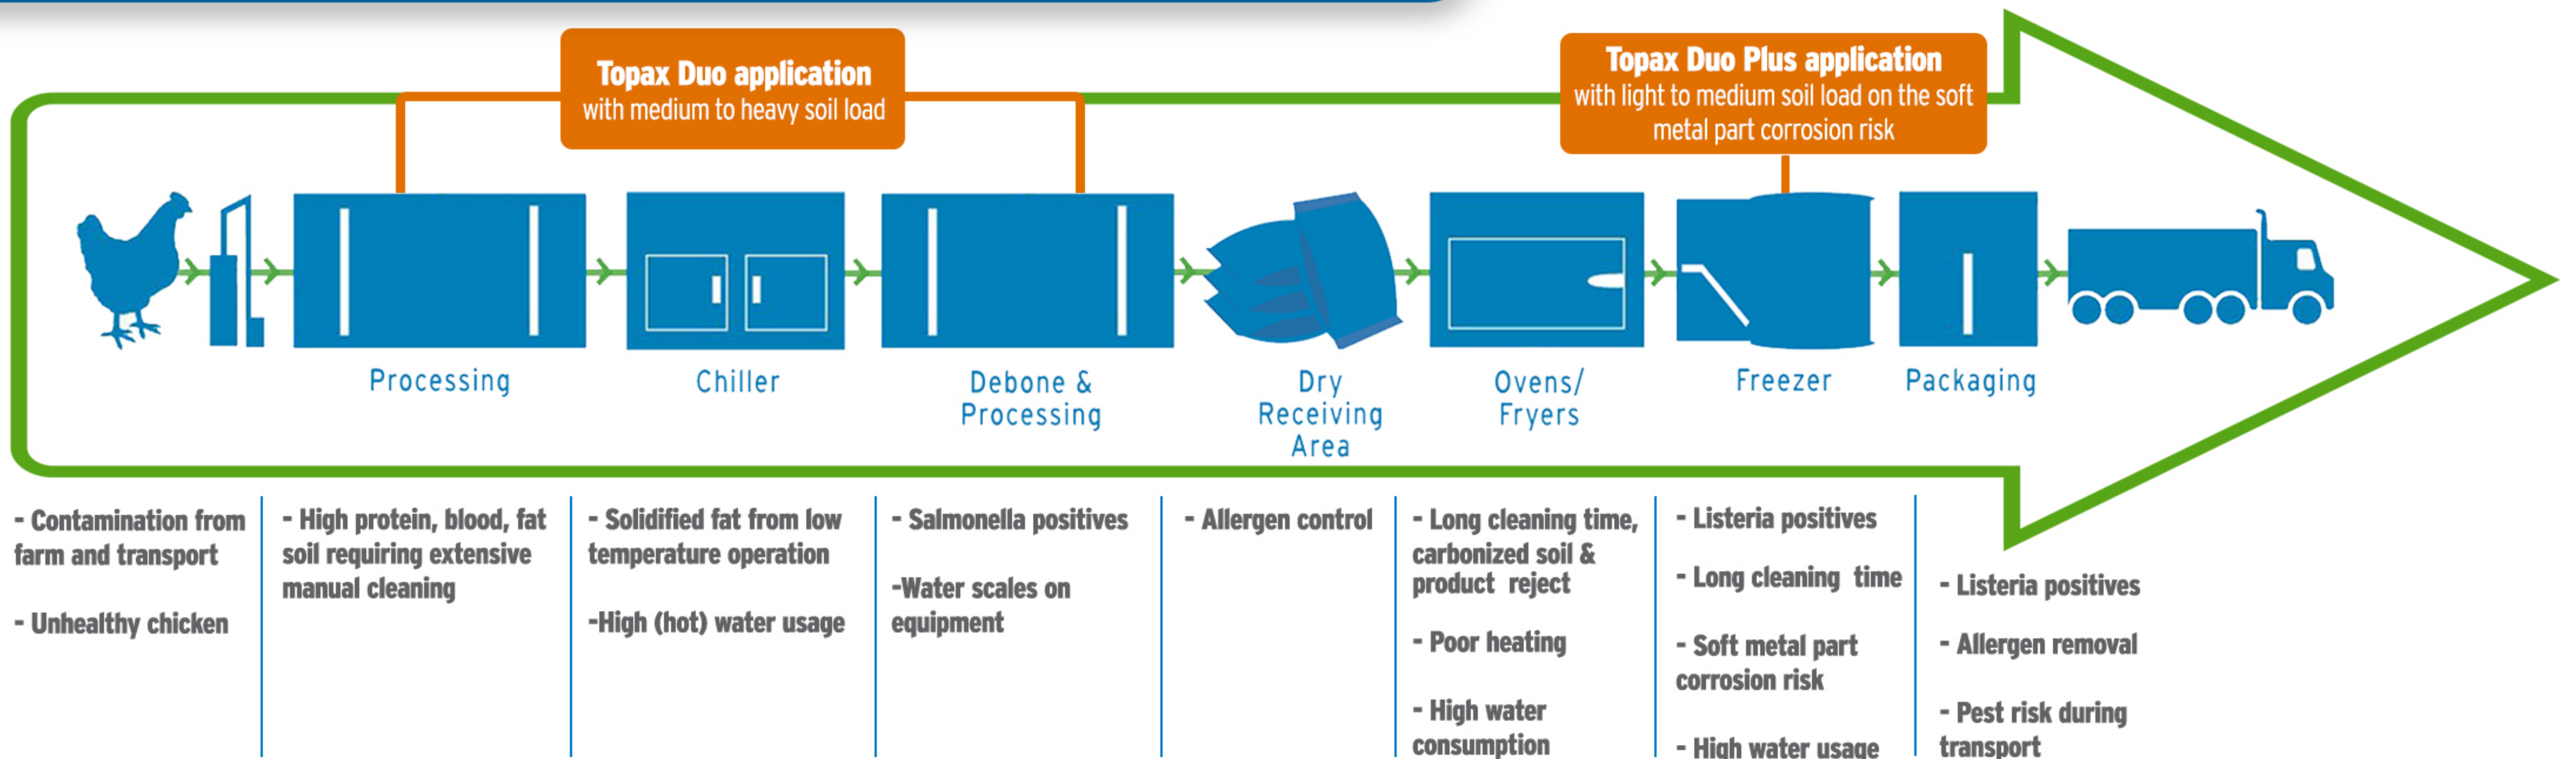 Topax Duo application
with medium to heavy soil load
Topax Duo Plus application
with light to medium soil load on the soft
metal part corrosion risk
Processing
Chiller
Debone &
Processing
Dry
Receiving
Area
Ovens/
Fryers
Freezer
Packaging
- Contamination from
farm and transport
- Unhealthy chicken
- High protein, blood, fat
soil requiring extensive
manual cleaning
- Solidified fat from low
temperature operation
-High (hot) water usage
- Salmonella positives
-Water scales on
equipment
- Allergen control
- Long cleaning time,
carbonized soil &
product reject
- Poor heating
- High water
consumption
- Listeria positives
- Long cleaning time
- Soft metal part
corrosion risk
- High water usage
- Listeria positives
- Allergen removal
- Pest risk during
transport